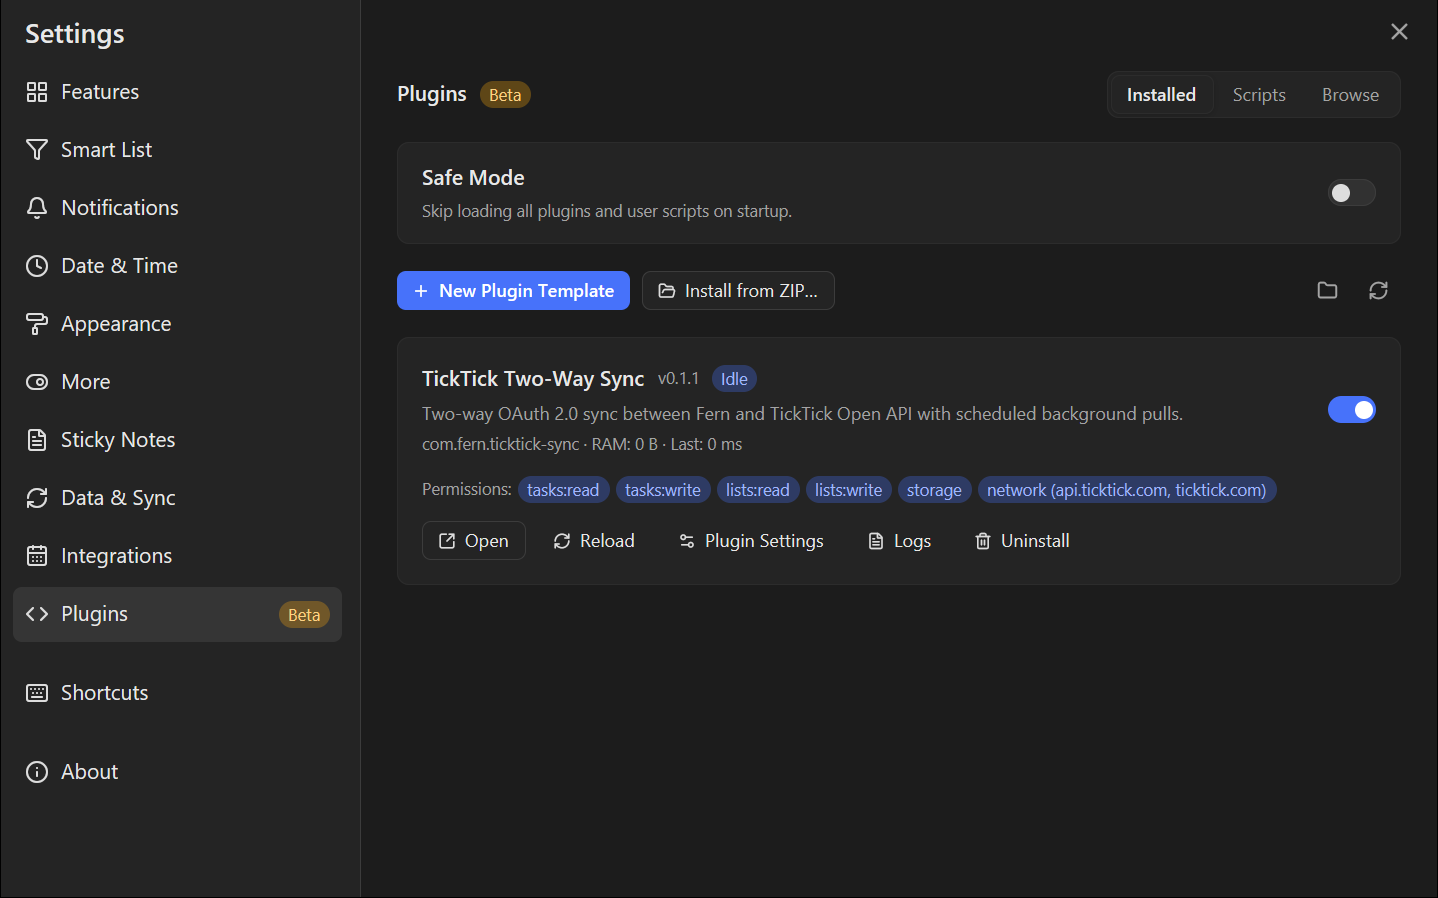 Settings
Features
Smart List
Notifications
Date & Time
Appearance
More
Sticky Notes
Data & Sync
Integrations
Plugins Beta
Shortcuts
About
Plugins Beta
Installed Scripts Browse
Safe Mode
Skip loading all plugins and user scripts on startup.
New Plugin Template Install from ZIP...
TickTick Two-Way Sync v0.1.1 Idle
Two-way OAuth 2.0 sync between Fern and TickTick Open API with scheduled background pulls.
com.fern.ticktick-sync · RAM: 0 B · Last: 0 ms
Permissions: tasks:read tasks:write lists:read lists:write storage network (api.ticktick.com, ticktick.com)
Open Reload Plugin Settings Logs Uninstall